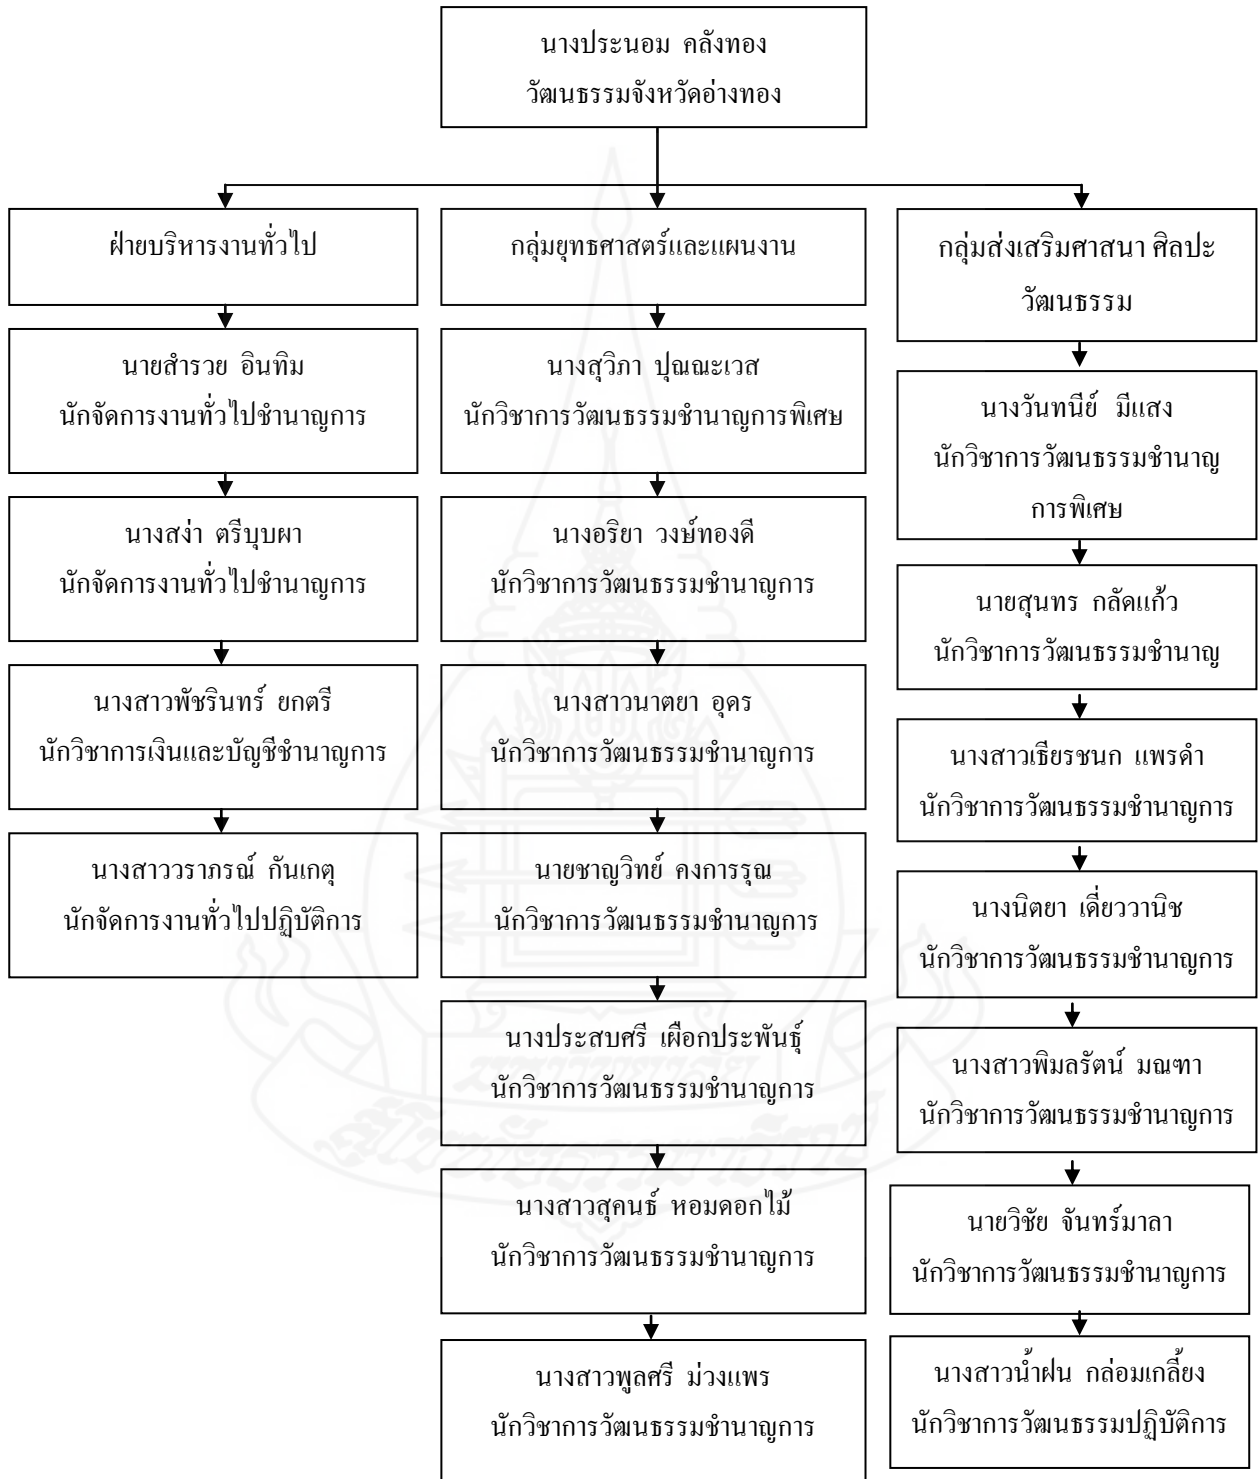 นางประนอม คลังทอง
วัฒนธรรมจังหวัดอ่างทอง
ฝ่ายบริหารงานทั่วไป
นายสำรวย อินทิม
นักจัดการงานทั่วไปชำนาญการ
นางสง่า ตรีบุบผา
นักจัดการงานทั่วไปชำนาญการ
นางสาวพัชรินทร์ ยกตรี
นักวิชาการเงินและบัญชีชำนาญการ
นางสาววราภรณ์ กันเกตุ
นักจัดการงานทั่วไปปฏิบัติการ
กลุ่มยุทธศาสตร์และแผนงาน
นางสุวิภา ปุณณะเวส
นักวิชาการวัฒนธรรมชำนาญการพิเศษ
นางอริยา วงษ์ทองดี
นักวิชาการวัฒนธรรมชำนาญการ
นางสาวนาตยา อุดร
นักวิชาการวัฒนธรรมชำนาญการ
นายชาญวิทย์ คงการรุณ
นักวิชาการวัฒนธรรมชำนาญการ
นางประสบศรี เผือกประพันธุ์
นักวิชาการวัฒนธรรมชำนาญการ
นางสาวสุคนธ์ หอมดอกไม้
นักวิชาการวัฒนธรรมชำนาญการ
นางสาวพูลศรี ม่วงแพร
นักวิชาการวัฒนธรรมชำนาญการ
กลุ่มส่งเสริมศาสนา ศิลปะ
วัฒนธรรม
นางวันทนีย์ มีแสง
นักวิชาการวัฒนธรรมชำนาญ
การพิเศษ
นายสุนทร กลัดแก้ว
นักวิชาการวัฒนธรรมชำนาญ
นางสาวเธียรชนก แพรดำ
นักวิชาการวัฒนธรรมชำนาญการ
นางนิตยา เดี่ยววานิช
นักวิชาการวัฒนธรรมชำนาญการ
นางสาวพิมลรัตน์ มณฑา
นักวิชาการวัฒนธรรมชำนาญการ
นายวิชัย จันทร์มาลา
นักวิชาการวัฒนธรรมชำนาญการ
นางสาวน้ำฝน กล่อมเกลี้ยง
นักวิชาการวัฒนธรรมปฏิบัติการ
มหาวิทยาลัย
สุโขทัยธรรมาธิราช